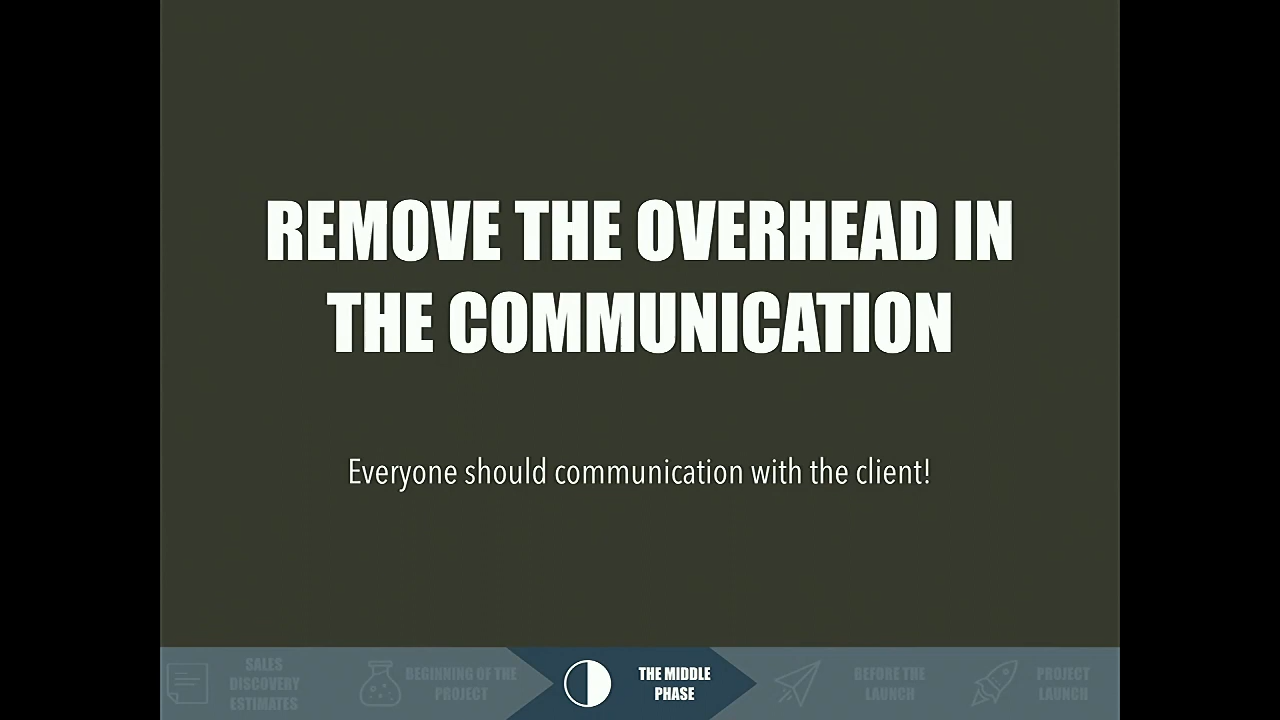 REMOVE THE OVERHEAD IN
THE COMMUNICATION
Everyone should communication with the client!
SALES
DISCOVERY
ESTIMATES
BEGINNING OF THE
PROJECT
THE MIDDLE
PHASE
BEFORE THE
LAUNCH
PROJECT
LAUNCH